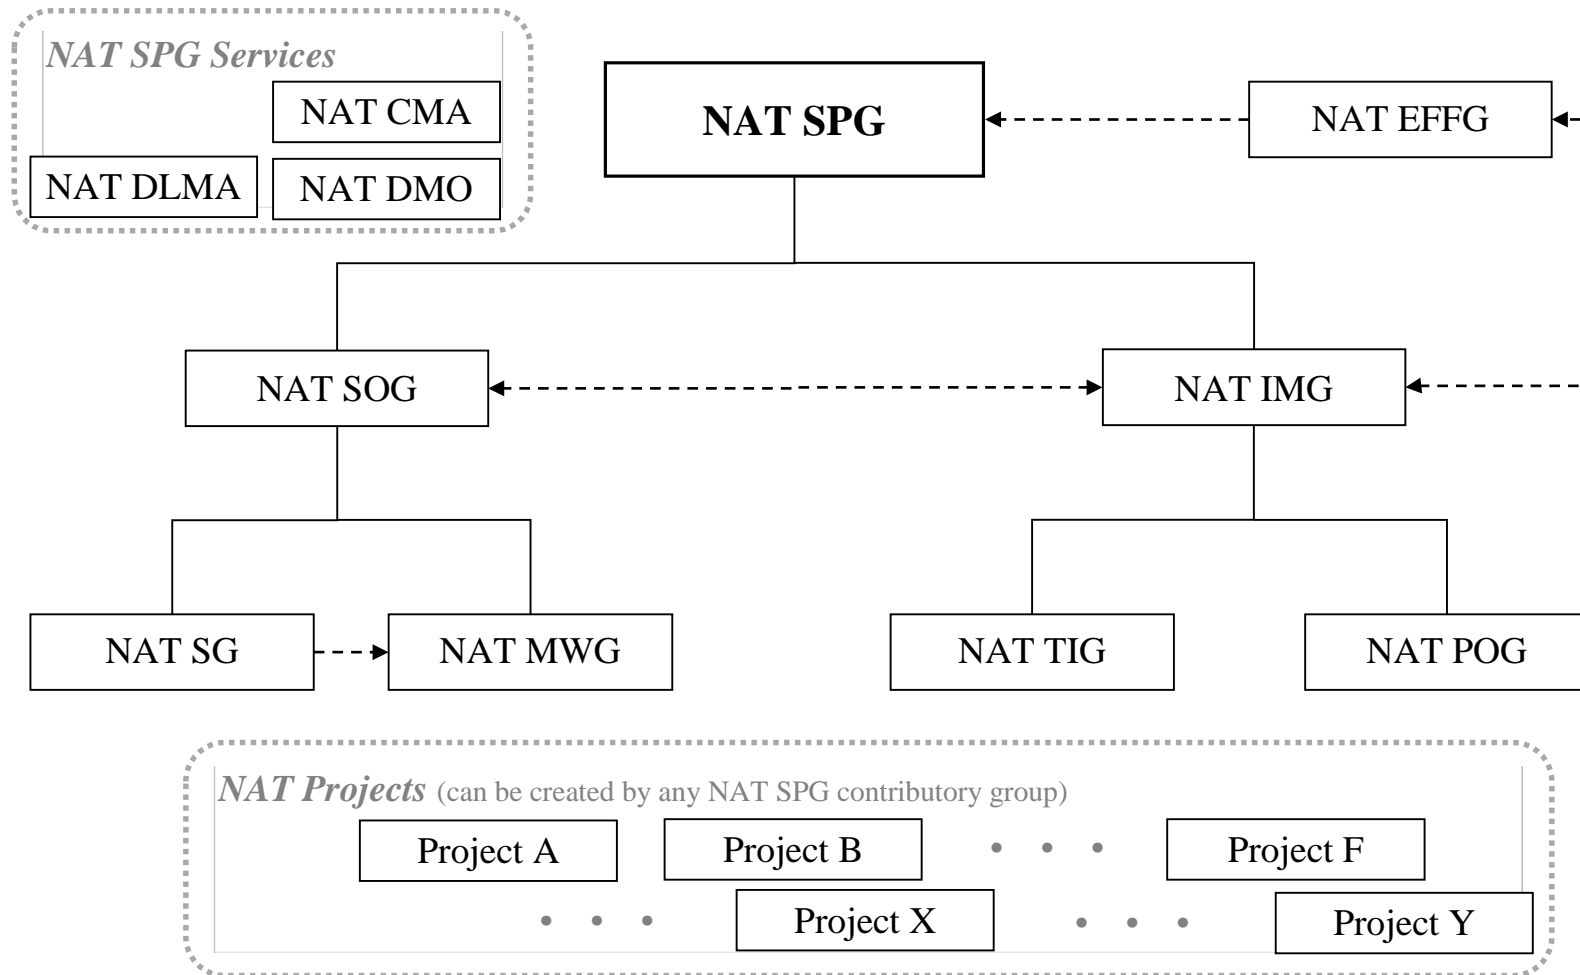 NAT SPG Services
NAT CMA
NAT DLMA
NAT DMO
NAT SPG
NAT EFFG
NAT SOG
NAT IMG
NAT SG
NAT MWG
NAT TIG
NAT POG
NAT Projects (can be created by any NAT SPG contributory group)
Project A
Project B
• • •
Project F
• • •
Project X
• • •
Project Y